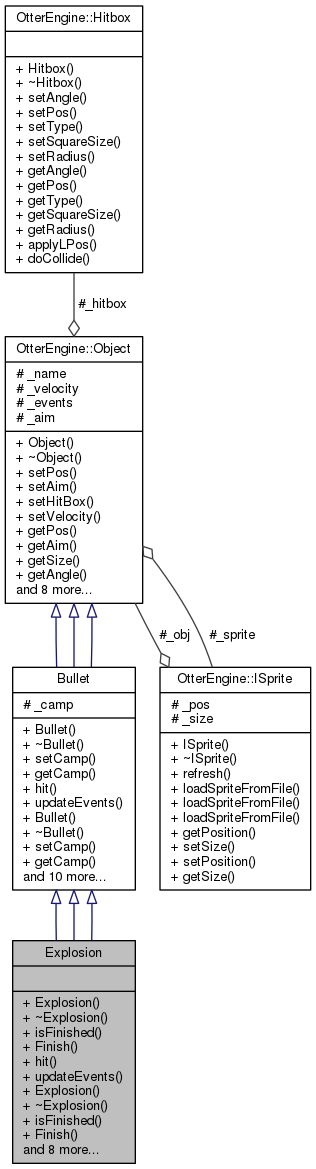 OtterEngine::Hitbox
+ Hitbox()
+ ~Hitbox()
+ setAngle()
+ setPos()
+ setType()
+ setSquareSize()
+ setRadius()
+ getAngle()
+ getPos()
+ getType()
+ getSquareSize()
+ getRadius()
+ applyLPos()
+ doCollide()
#_hitbox
OtterEngine::Object
# _name
# _velocity
# _events
# _aim
+ Object()
+ ~Object()
+ setPos()
+ setAim()
+ setHitBox()
+ setVelocity()
+ getPos()
+ getAim()
+ getSize()
+ getAngle()
and 8 more...
#_obj
#_sprite
Bullet
# _camp
+ Bullet()
+ ~Bullet()
+ setCamp()
+ getCamp()
+ hit()
+ updateEvents()
+ Bullet()
+ ~Bullet()
+ setCamp()
+ getCamp()
and 10 more...
OtterEngine::ISprite
# _pos
# _size
+ ISprite()
+ ~ISprite()
+ refresh()
+ loadSpriteFromFile()
+ loadSpriteFromFile()
+ loadSpriteFromFile()
+ getPosition()
+ setSize()
+ setPosition()
+ getSize()
Explosion
+ Explosion()
+ ~Explosion()
+ isFinished()
+ Finish()
+ hit()
+ updateEvents()
+ Explosion()
+ ~Explosion()
+ isFinished()
+ Finish()
and 8 more...